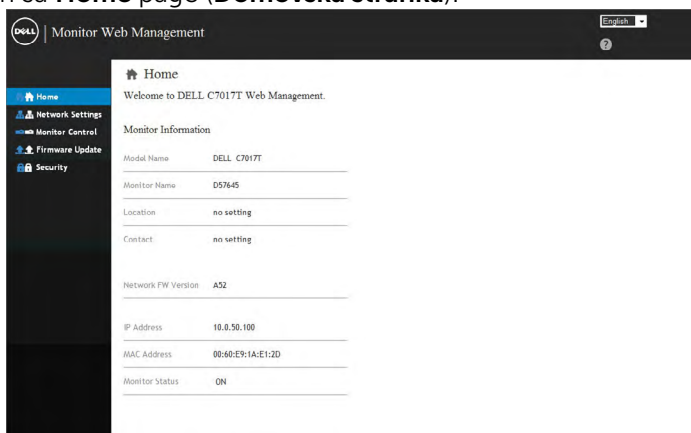 sa Home page (Domovská stránka).
DELL | Monitor Web Management
English
?
Home
Network Settings
Monitor Control
Firmware Update
Security
Home
Welcome to DELL C7017T Web Management.
Monitor Information
Model Name DELL C7017T
Monitor Name D57645
Location no setting
Contact no setting
Network FW Version A52
IP Address 10.0.50.100
MAC Address 00:60:E9:1A:E1:2D
Monitor Status ON